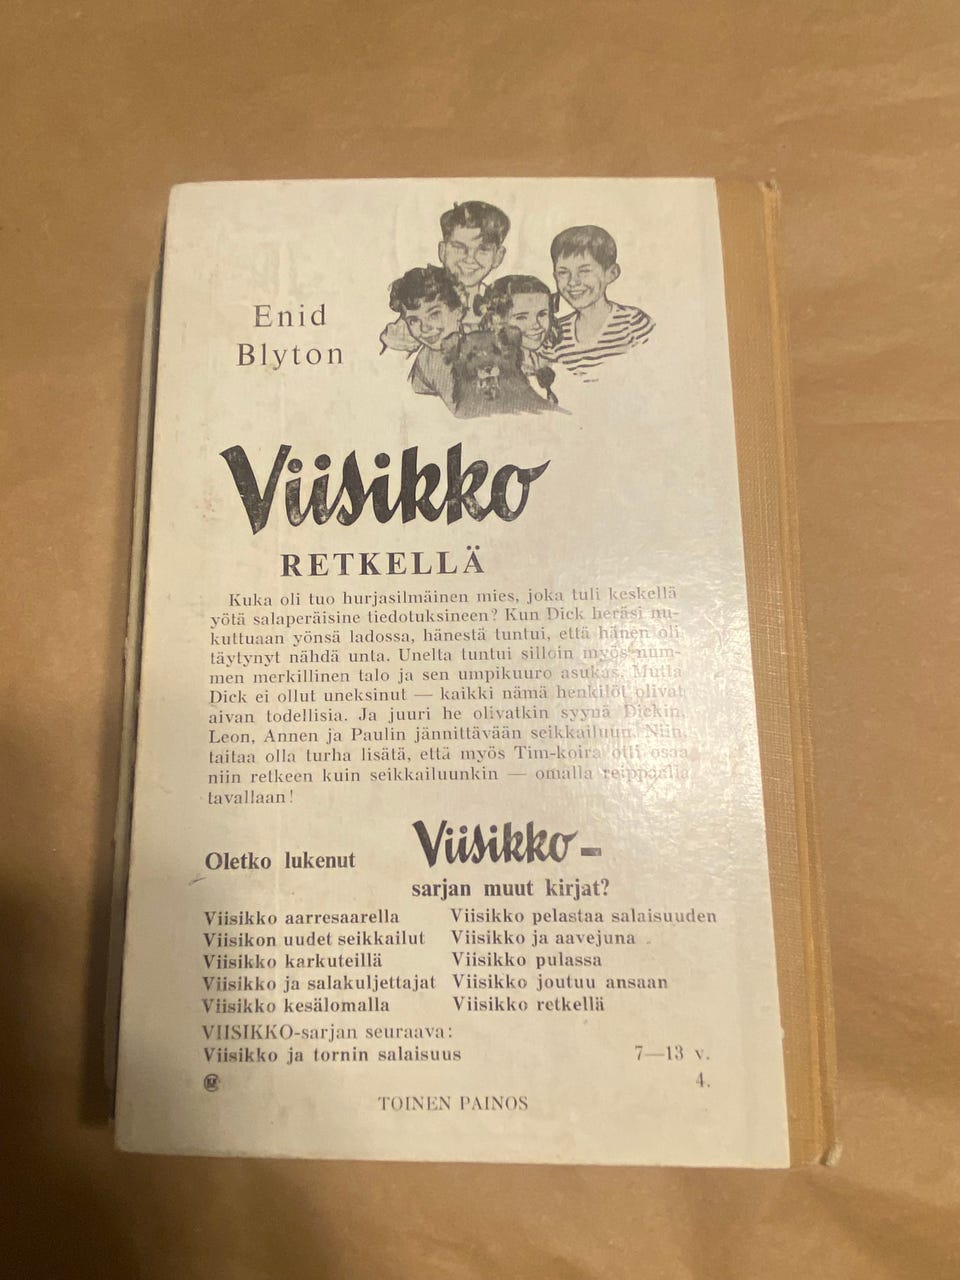 Enid
Blyton
Viisikko
RETKELLÄ
Kuka oli tuo hurjasilmäinen mies, joka tuli keskellä
yötä salaperäisine tiedotuksineen? Kun Dick heräsi nu-
kuttuaan yönsä ladossa, hänestä tuntui, että hänen oli
täytynyt nähdä unta. Unelta tuntui silloin myös num-
men merkillinen talo ja sen umpikuuro asukas. Mutta
Dick ei ollut uneksinut — kaikki nämä henkilöt olivat
aivan todellisia. Ja juuri he olivatkin syynä Dickin,
Leon, Annen ja Paulin jännittävään seikkailuun. Niin,
taitaa olla turha lisätä, että myös Tim-koira otti osaa
niin retkeen kuin seikkailuunkin — omalla reippaalla
tavallaan!
Oletko lukenut Viisikko-
sarjan muut kirjat?
Viisikko aarresaarella
Viisikon uudet seikkailut
Viisikko karkuteillä
Viisikko ja salakuljettajat
Viisikko kesälomalla
Viisikko pelastaa salaisuuden
Viisikko ja aavejuna
Viisikko pulassa
Viisikko joutuu ansaan
Viisikko retkellä
VIISIKKO-sarjan seuraava:
Viisikko ja tornin salaisuus
7—13 v.
4.
TOINEN PAINOS